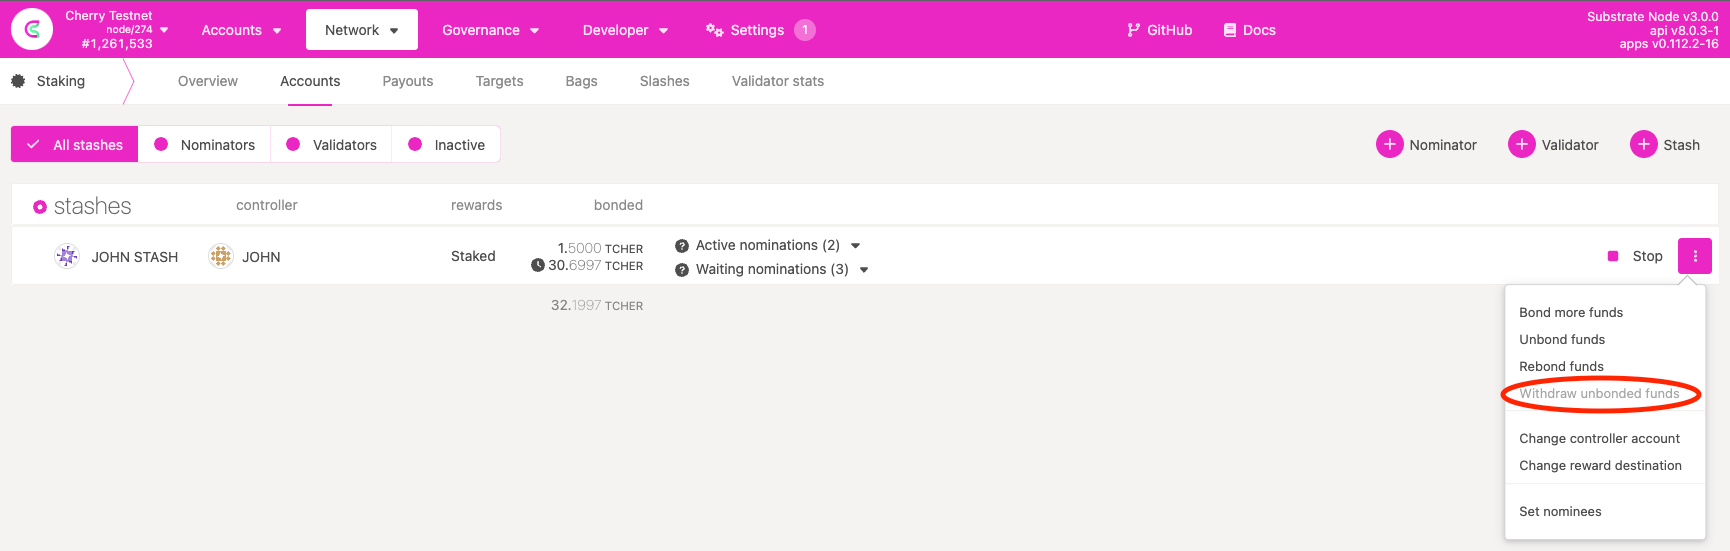 Cherry Testnet
node/274
#1,261,533
Accounts
Network
Governance
Developer
Settings 1
GitHub
Docs
Substrate Node v3.0.0
api v8.0.3-1
apps v0.112.2-16
Staking
Overview
Accounts
Payouts
Targets
Bags
Slashes
Validator stats
All stashes
Nominators
Validators
Inactive
Nominator
Validator
Stash
stashes
controller
rewards
bonded
JOHN STASH
JOHN
Staked
1.5000 TCHER
30.6997 TCHER
Active nominations (2)
Waiting nominations (3)
Stop
32.1997 TCHER
Bond more funds
Unbond funds
Rebond funds
Withdraw unbonded funds
Change controller account
Change reward destination
Set nominees